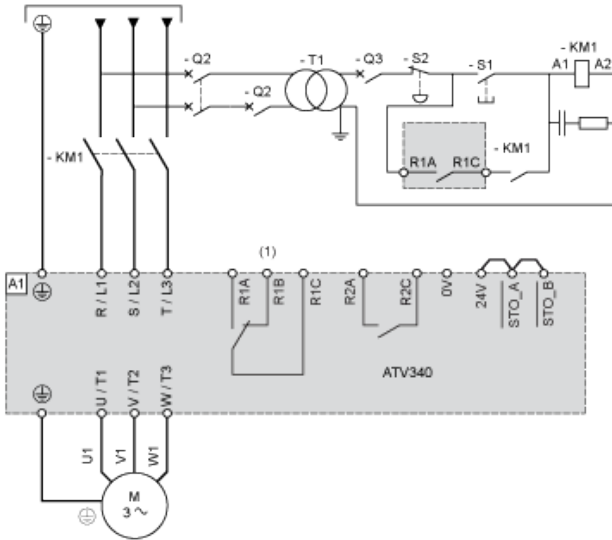 - Q2
- T1
- Q3
- S2
- S1
- KM1
A1
A2
- Q2
- KM1
R1A
R1C
- KM1
(1)
A1
R / L1
S / L2
T / L3
R1A
R1B
R1C
R2A
R2C
0V
24V
STO_A
STO_B
ATV340
U / T1
V / T2
W / T3
U1
V1
W1
M
3 ~